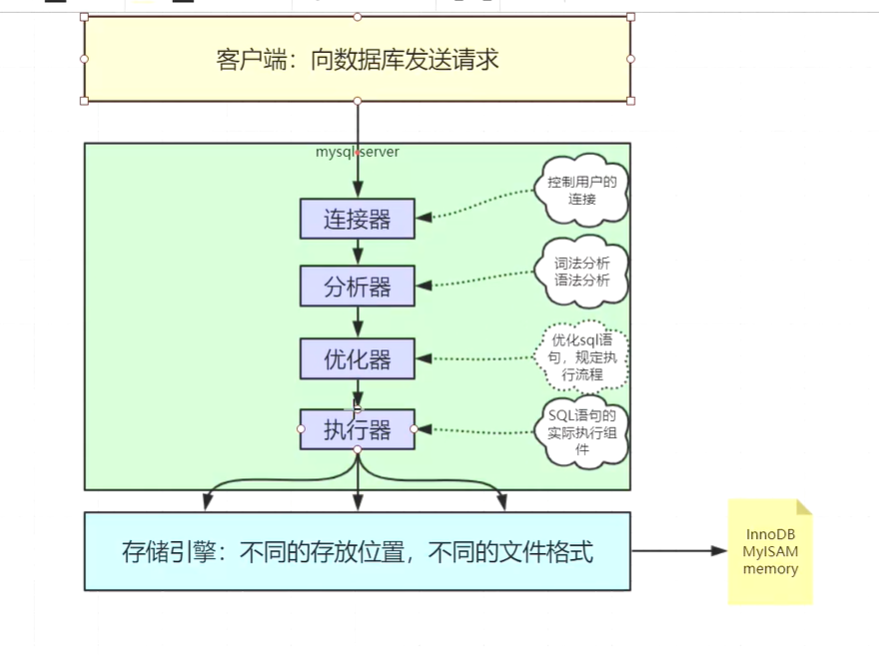 客户端：向数据库发送请求
mysql server
控制用户的
连接
连接器
词法分析
语法分析
分析器
优化sql语
句，规定执
行流程
优化器
SQL语句的
实际执行组
件
执行器
存储引擎：不同的存放位置，不同的文件格式
InnoDB
MyISAM
memory